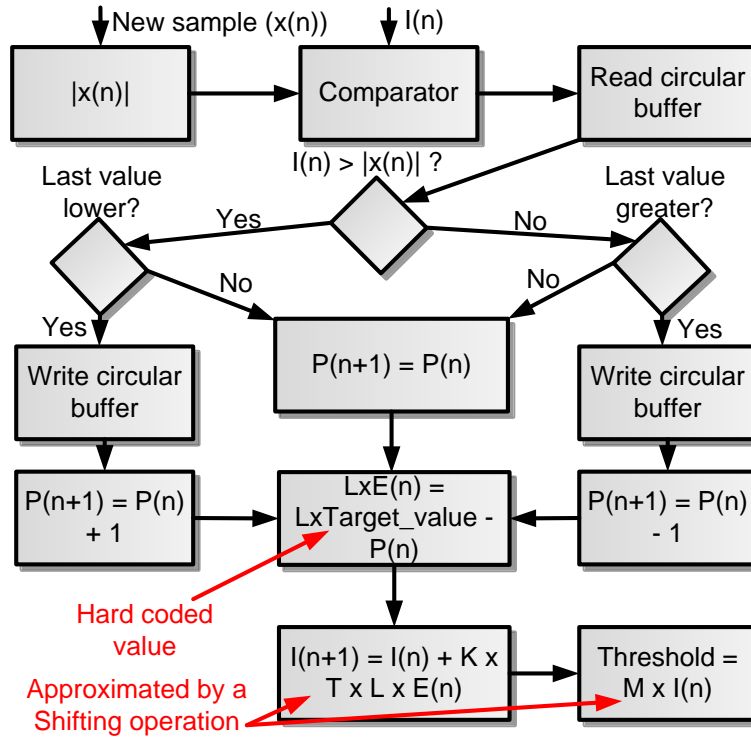 New sample (x(n))
I(n)
|x(n)|
Comparator
Read circular
buffer
I(n) > |x(n)| ?
Last value
lower?
Last value
greater?
Yes
No
No
No
Yes
Yes
Write circular
buffer
P(n+1) = P(n)
Write circular
buffer
P(n+1) = P(n)
+ 1
LxE(n) =
LxTarget_value -
P(n)
P(n+1) = P(n)
- 1
Hard coded
value
I(n+1) = I(n) + K x
T x L x E(n)
Threshold =
M x I(n)
Approximated by a
Shifting operation